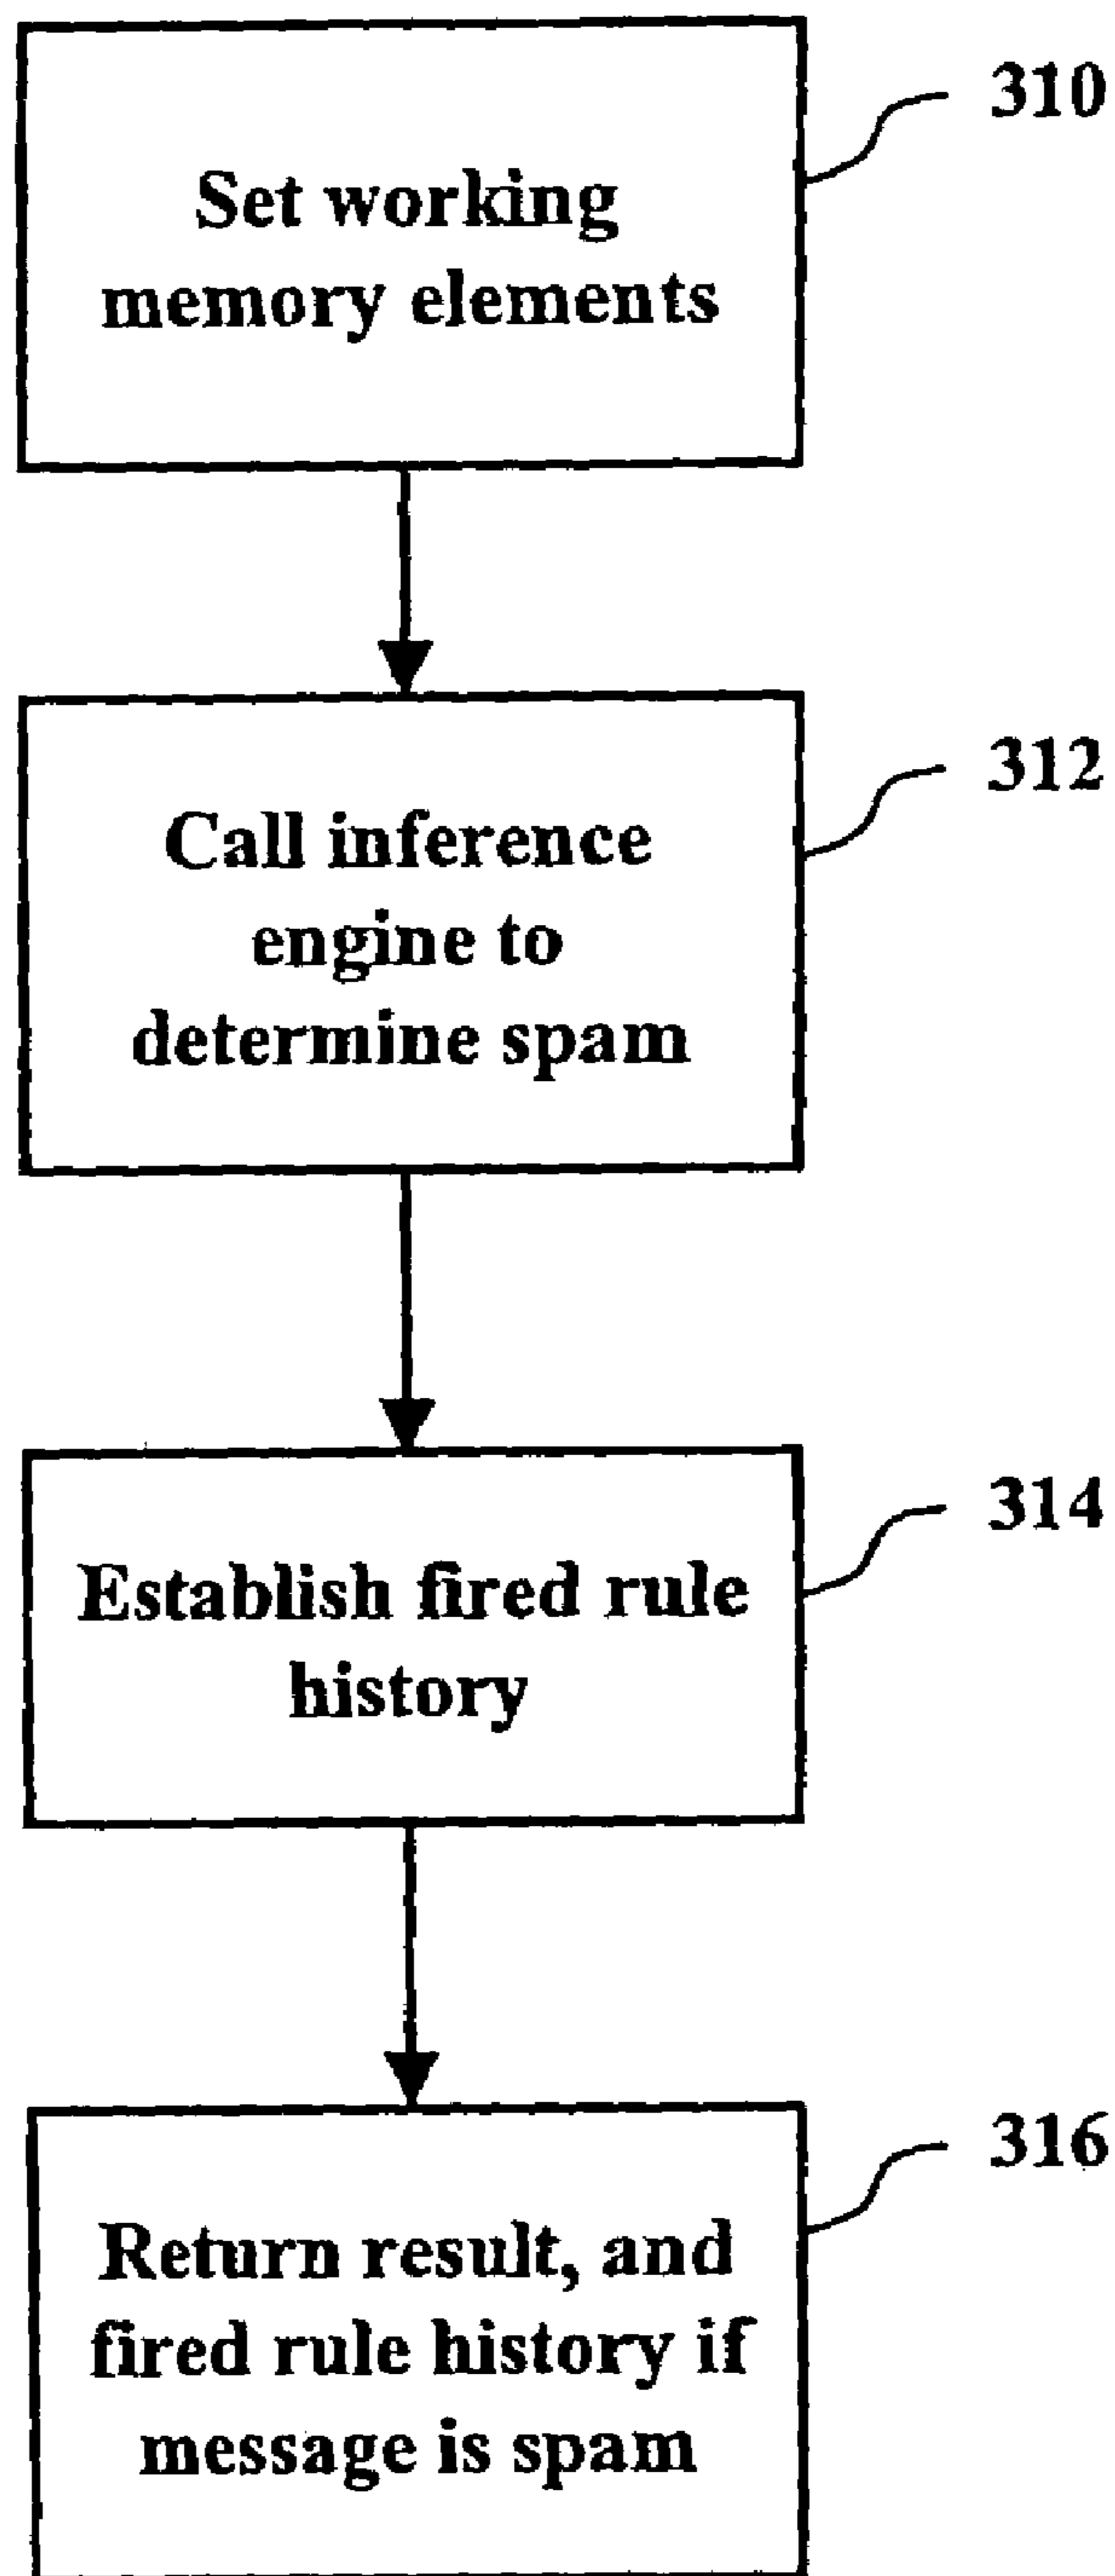 310
Set working
memory elements
312
Call inference
engine to
determine spam
314
Establish fired rule
history
316
Return result, and
fired rule history if
message is spam